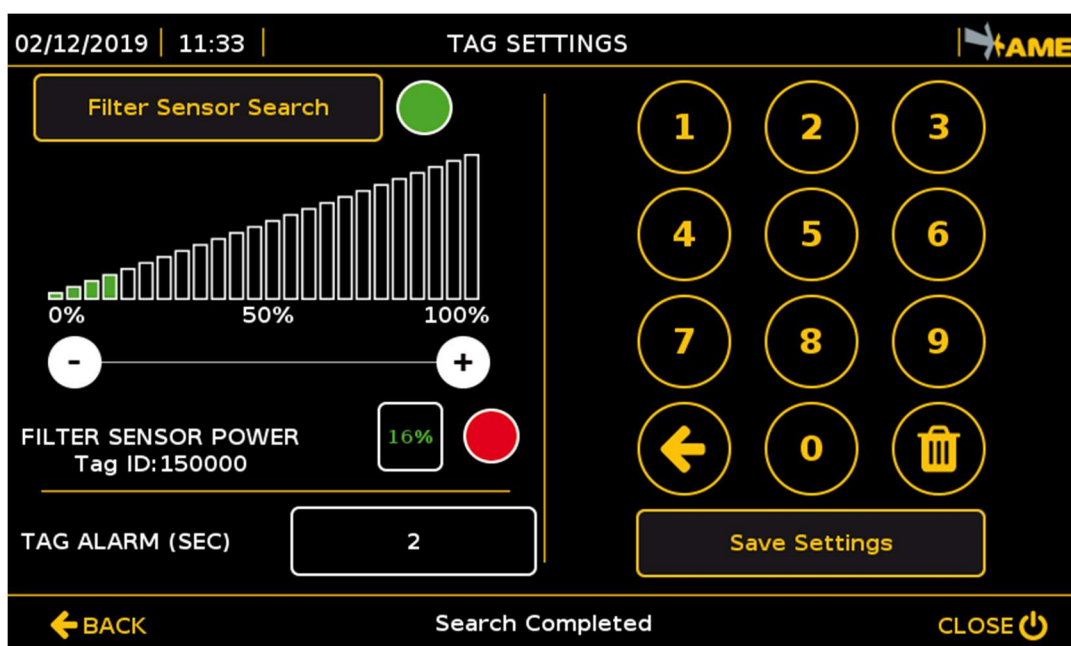 02/12/2019 11:33 TAG SETTINGS AME
Filter Sensor Search
0% 50% 100%
- +
FILTER SENSOR POWER 16%
Tag ID:150000
TAG ALARM (SEC) 2
1 2 3
4 5 6
7 8 9
0
Save Settings
BACK Search Completed CLOSE